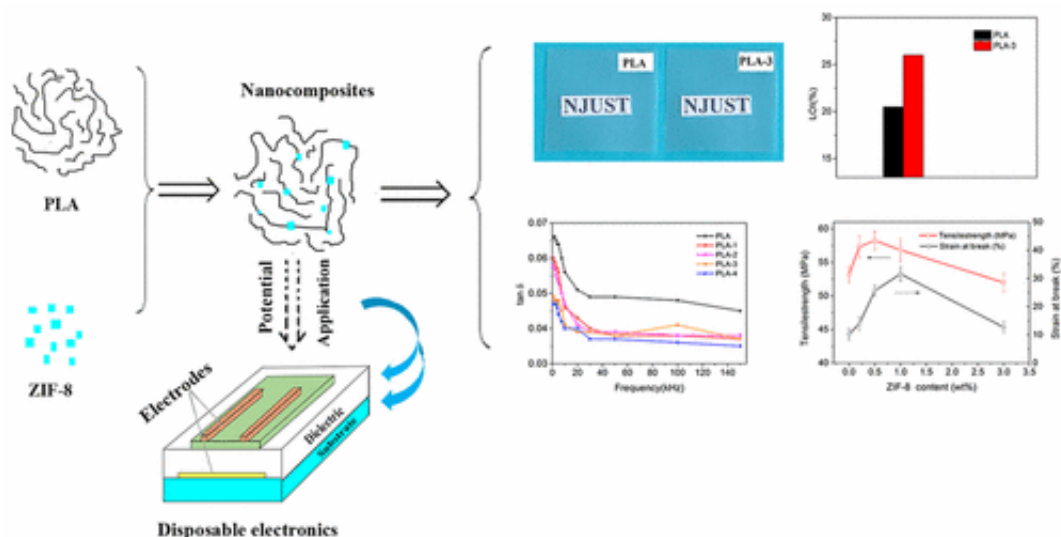 PLA
ZIF-8
Nanocomposites
Potential
Application
Electrodes
Dielectric
Substrate
Disposable electronics
PLA
PLA-3
NJUST
NJUST
LOI(%)
30
25
20
15
PLA
PLA-3
tan δ
0.07
0.06
0.05
0.04
0.03
PLA
PLA-1
PLA-2
PLA-3
PLA-4
0 20 40 60 80 100 120 140
Frequency(kHz)
Tensilestrength (MPa)
60
55
50
45
40
Tensilestrength (MPa)
Strain at break (%)
50
40
30
20
10
0
Strain at break (%)
0.0 0.5 1.0 1.5 2.0 2.5 3.0
ZIF-8 content (wt%)